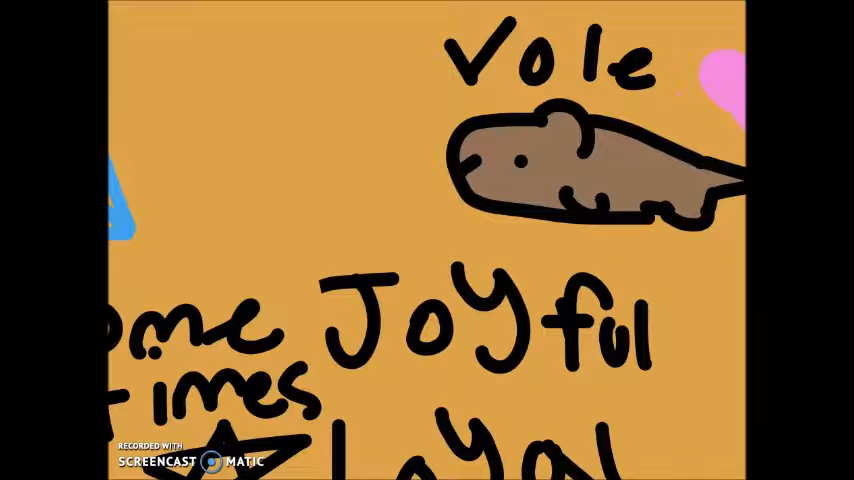 Vole
Joyful
ome
times
Loyal
RECORDED WITH
SCREENCAST MATIC